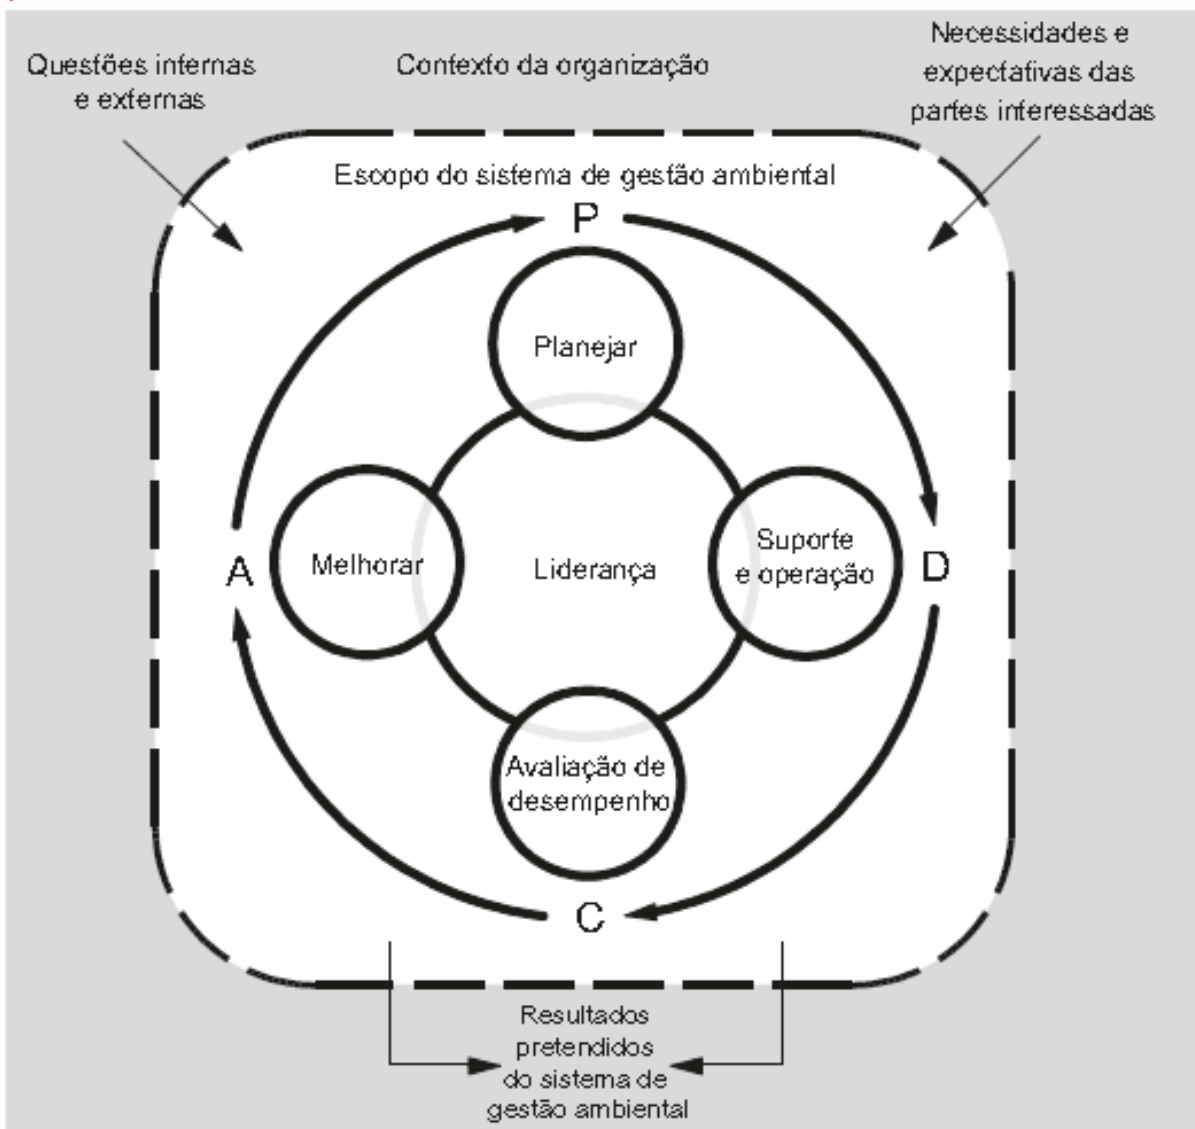 Questões internas
e externas
Contexto da organização
Necessidades e
expectativas das
partes interessadas
Escopo do sistema de gestão ambiental
P
Planejar
A
Melhorar
Liderança
Suporte
e operação
D
Avaliação de
desempenho
C
Resultados
pretendidos
do sistema de
gestão ambiental